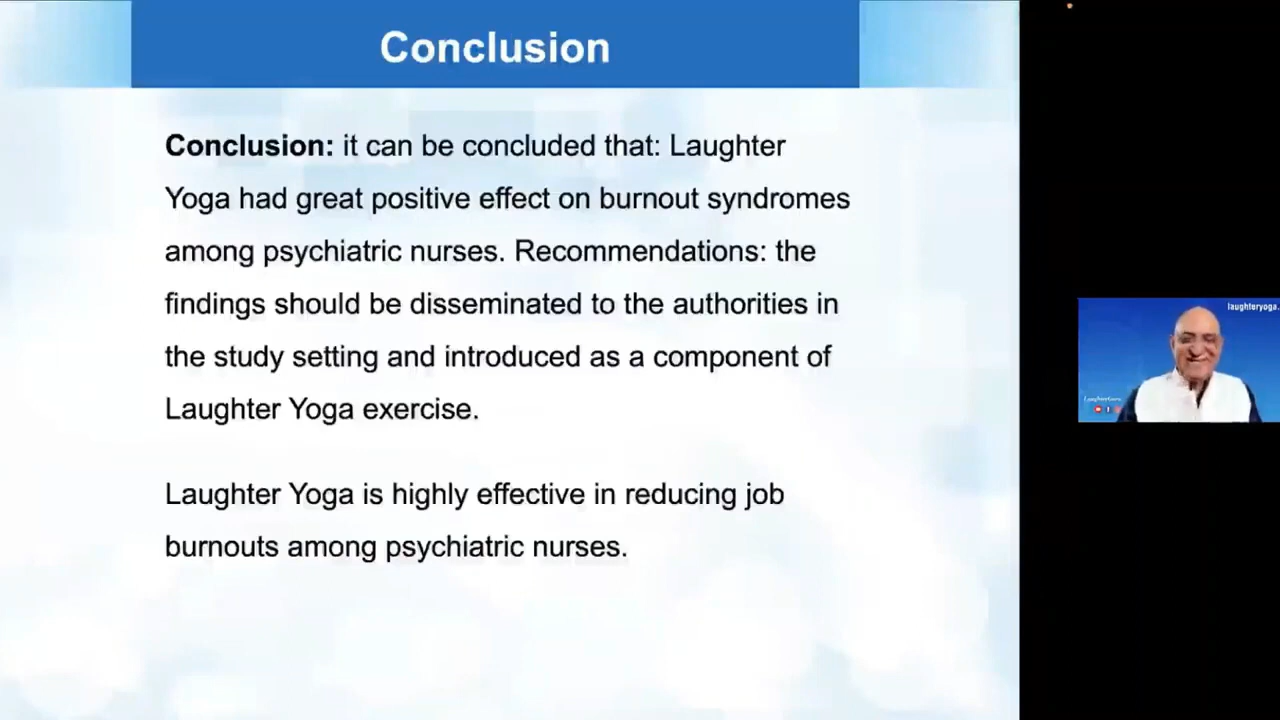 Conclusion
Conclusion: it can be concluded that: Laughter
Yoga had great positive effect on burnout syndromes
among psychiatric nurses. Recommendations: the
findings should be disseminated to the authorities in
the study setting and introduced as a component of
Laughter Yoga exercise.
Laughter Yoga is highly effective in reducing job
burnouts among psychiatric nurses.
laughteryoga.